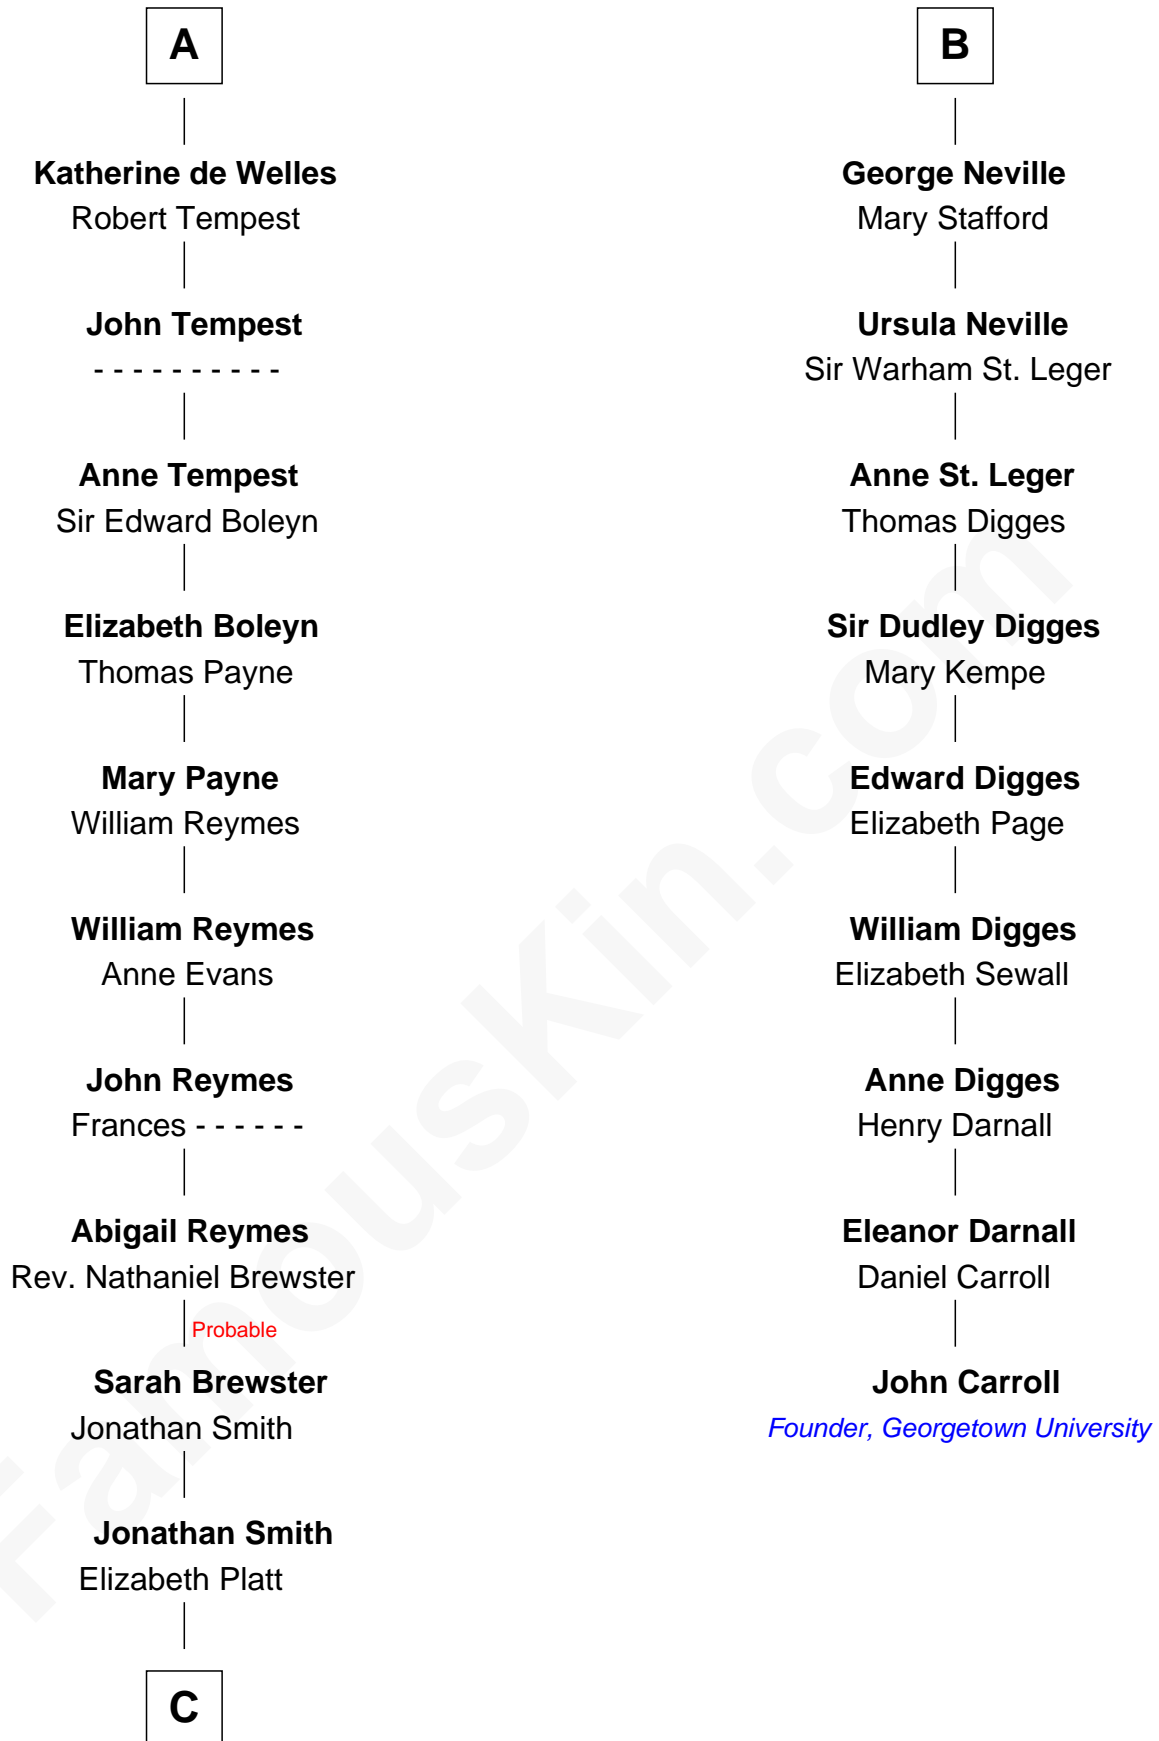 A
Katherine de Welles
Robert Tempest
John Tempest
- - - - - - - - - -
Anne Tempest
Sir Edward Boleyn
Elizabeth Boleyn
Thomas Payne
Mary Payne
William Reymes
William Reymes
Anne Evans
John Reymes
Frances - - - - - -
Abigail Reymes
Rev. Nathaniel Brewster
Probable
Sarah Brewster
Jonathan Smith
Jonathan Smith
Elizabeth Platt
C
B
George Neville
Mary Stafford
Ursula Neville
Sir Warham St. Leger
Anne St. Leger
Thomas Digges
Sir Dudley Digges
Mary Kempe
Edward Digges
Elizabeth Page
William Digges
Elizabeth Sewall
Anne Digges
Henry Darnall
Eleanor Darnall
Daniel Carroll
John Carroll
Founder, Georgetown University
FamousKin.com